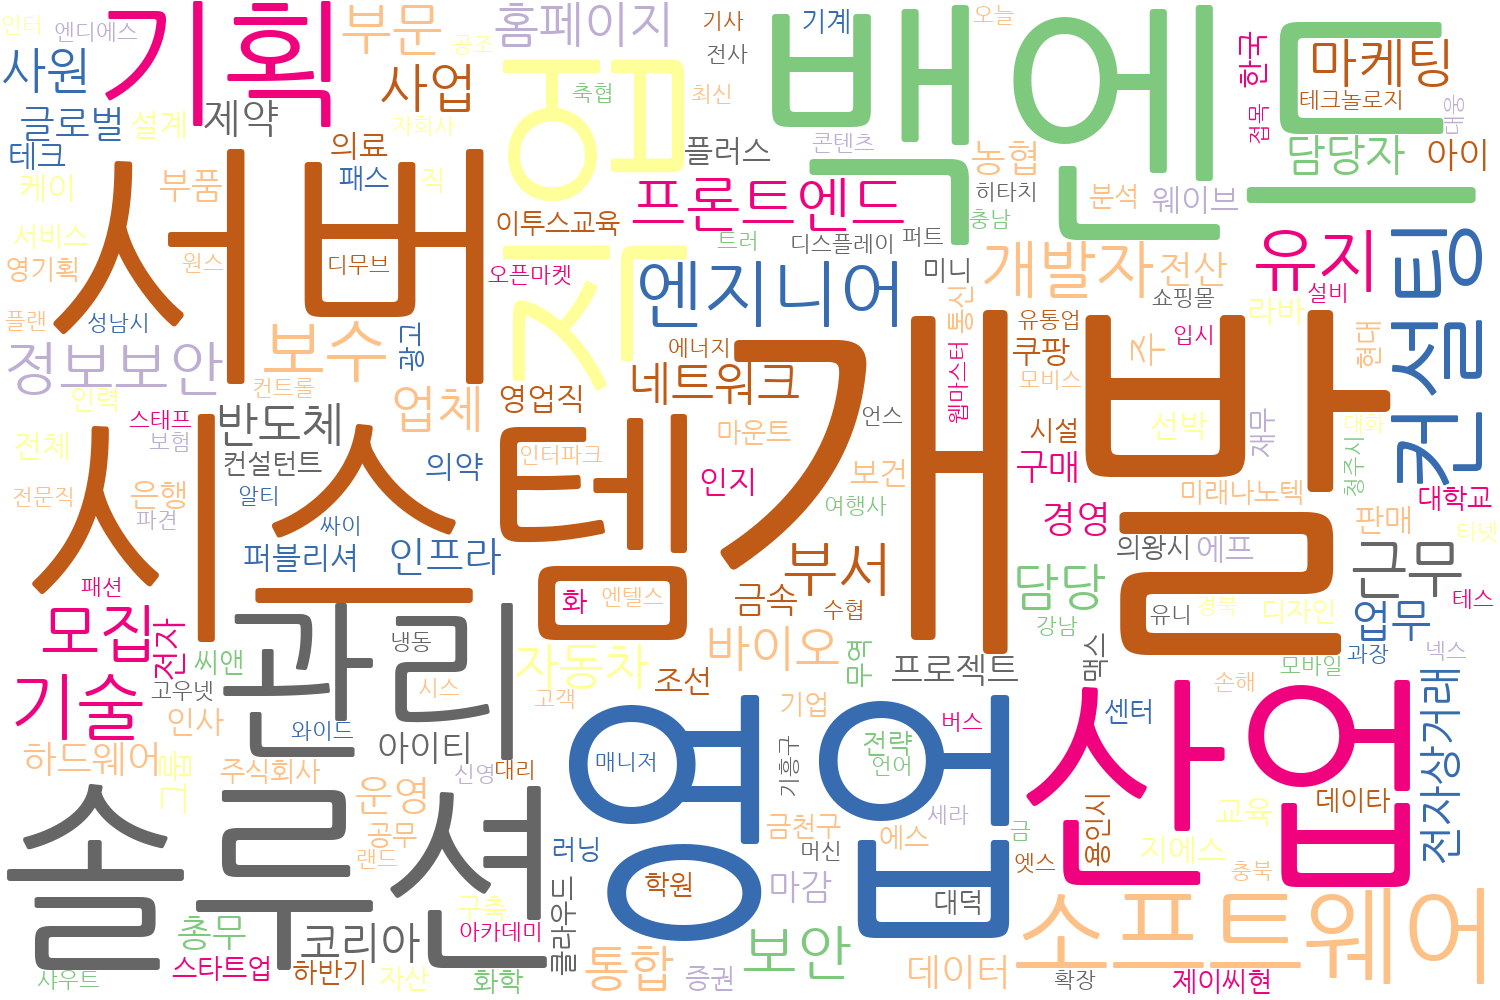 인터
엔디에스
기획
부문
공조
홈페이지
기사
기계
오늘
백엔드
한국
마케팅
사원
사업
직업
축협
최신
전사
테크놀로지
대웅
접목
글로벌
설계
제약
자회사
의료
플러스
콘텐츠
담당자
아이
테크
케이
부품
패스
직
농협
히타치
분석
웨이브
서버
이투스교육
프론트엔드
충남
서비스
트러
디스플레이
퍼트
영기획
원스
디무브
오픈마켓
엔지니어
미니
개발자
전산
유지
컨설팅
쇼핑몰
설비
라바
통신
플랜
성남시
보수
광고
에너지
유통업
입시
현대
정보보안
컨트롤
네트워크
웹마스터
쿠팡
주
모비스
인력
영업직
업체
언스
개발
스태프
반도체
마운트
시설
선박
재무
대화
전체
보험
컨설턴트
의약
인터파크
인지
보건
구매
청주시
시스템
전문직
은행
알티
여행사
미래나노텍
대학교
파견
싸이
경영
판매
티넷
퍼블리셔
인프라
부서
의왕시
에프
근무
패션
화
엔텔스
금속
수협
담당
유니
경북
디자인
테스
업무
모집
전자
관리
냉동
강남
씨앤
자동차
바이오
무역
프로젝트
맥스
모바일
과장
넥스
고우넷
시스
고객
조선
손해
기술
인사
와이드
기업
버스
센터
산업
전자상거래
하드웨어
그룹
주식회사
아이티
신영
대리
영업
매니저
기흥구
전략
언어
솔루션
운영
공무
랜드
러닝
금천구
머신
에스
세라
금
용인시
교육
데이타
지에스
엣스
충북
학원
마감
대덕
구축
총무
코리아
아카데미
클라우드
보안
소프트웨어
샤우트
스타트업
하반기
자산
화학
통합
증권
데이터
확장
제이씨현